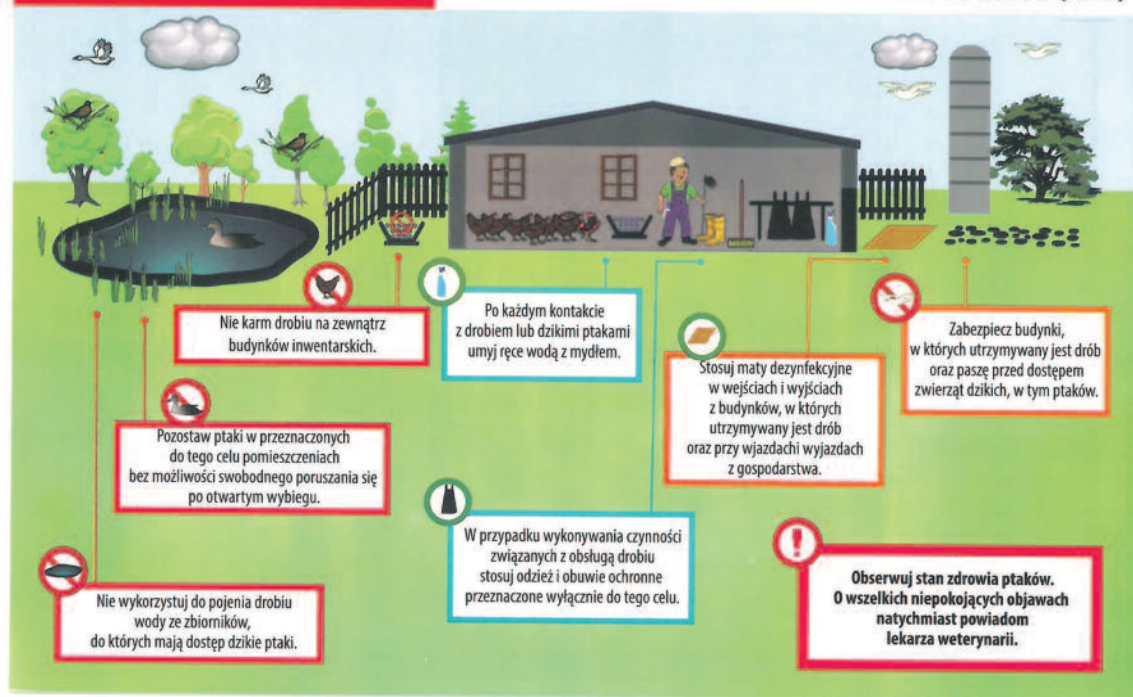 Nie karm drobiu na zewnątrz
budynków inwentarskich.
Po każdym kontakcie
z drobiem lub dzikimi ptakami
umyj ręce wodą z mydłem.
Stosuj maty dezynfekcyjne
w wejściach i wyjściach
z budynków, w których
utrzymywany jest drób
oraz przy wjazdachi wyjazdach
z gospodarstwa.
Zabezpiecz budynki,
w których utrzymywany jest drób
oraz paszę przed dostępem
zwierząt dzikich, w tym ptaków.
Pozostaw ptaki w przeznaczonych
do tego celu pomieszczeniach
bez możliwości swobodnego poruszania się
po otwartym wybiegu.
W przypadku wykonywania czynności
związanych z obsługą drobiu
stosuj odzież i obuwie ochronne
przeznaczone wyłącznie do tego celu.
Nie wykorzystuj do pojenia drobiu
wody ze zbiorników,
do których mają dostęp dzikie ptaki.
Obserwuj stan zdrowia ptaków.
O wszelkich niepokojących objawach
natychmiast powiadom
lekarza weterynarii.